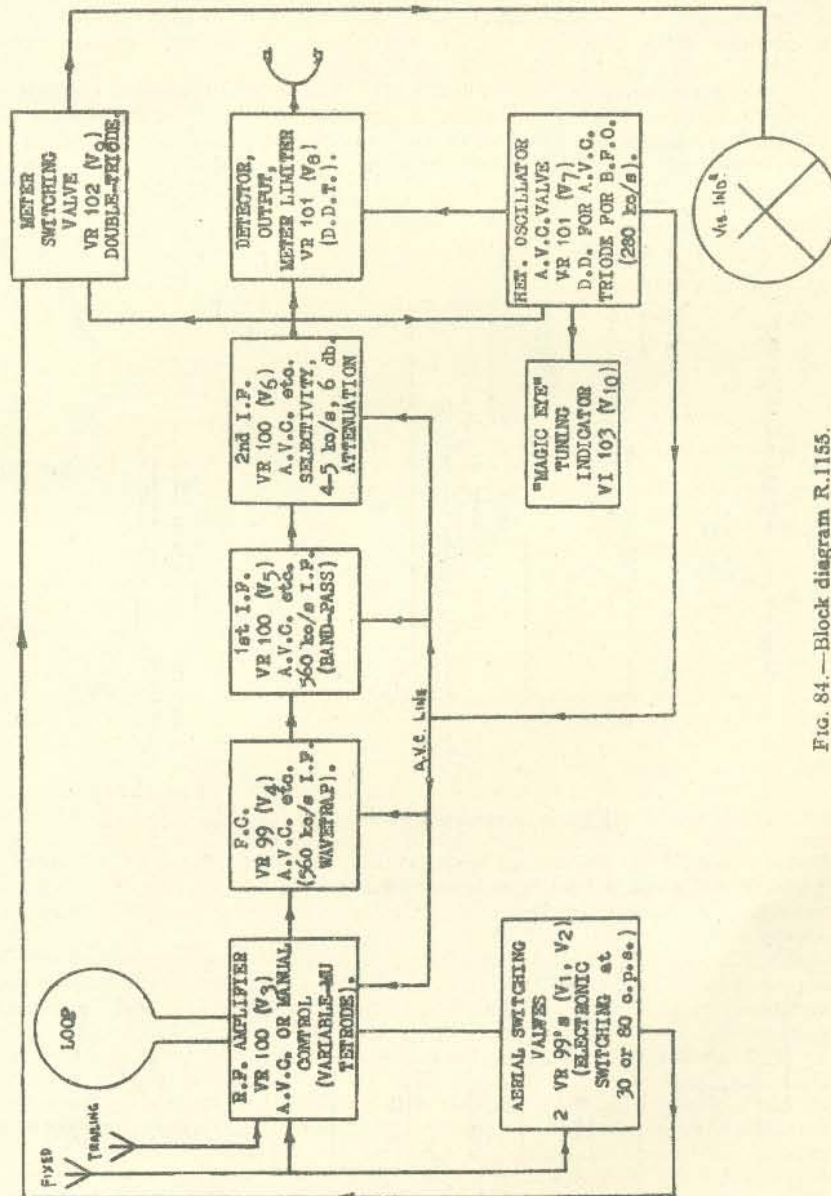 FIXED
TRAILING
LOOP
R.F. AMPLIFIER
VR 100 (V3)
A.V.C. OR MANUAL
CONTROL
(VARIABLE-MU
TETRODE).
AERIAL SWITCHING
VALVES
2 VR 99's (V1, V2)
(ELECTRONIC
SWITCHING at
30 or 80 c.p.s.)
F.C.
VR 99 (V4)
A.V.C. etc.
(560 kc/s I.F.
WAVETRAP).
1st I.F.
VR 100 (V5)
A.V.C. etc.
560 kc/s I.F.
(BAND-PASS)
2nd I.F.
VR 100 (V6)
A.V.C. etc.
SELECTIVITY,
4-5 kc/s, 6 db.
ATTENUATION
A.V.C. LINE
METER
SWITCHING
VALVE
VR 102 (V9)
DOUBLE-TRIODE.
DETECTOR,
OUTPUT,
METER LIMITER
VR 101 (V8)
(D.D.T.).
HET. OSCILLATOR
A.V.C. VALVE
VR 101 (V7)
D.D. FOR A.V.C.
TRIODE FOR B.F.O.
(280 kc/s).
"MAGIC EYE"
TUNING
INDICATOR
VI 103 (V10)
VIS. INDR
FIG. 84.—Block diagram R.1155.